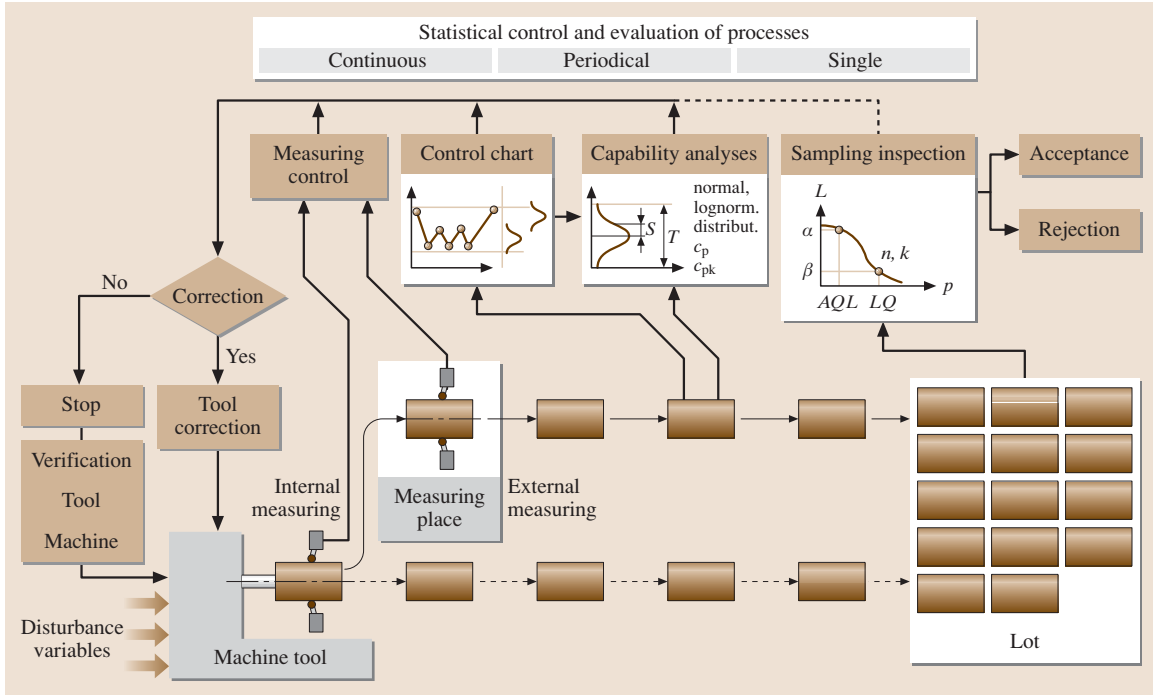 Statistical control and evaluation of processes
Continuous
Periodical
Single
Measuring
control
Control chart
Capability analyses
normal,
lognorm.
distribut.
c_p
c_pk
S
T
Sampling inspection
L
α
β
n, k
AQL
LQ
p
Acceptance
Rejection
No
Correction
Yes
Stop
Tool
correction
Verification
Tool
Machine
Internal
measuring
Measuring
place
External
measuring
Disturbance
variables
Machine tool
Lot